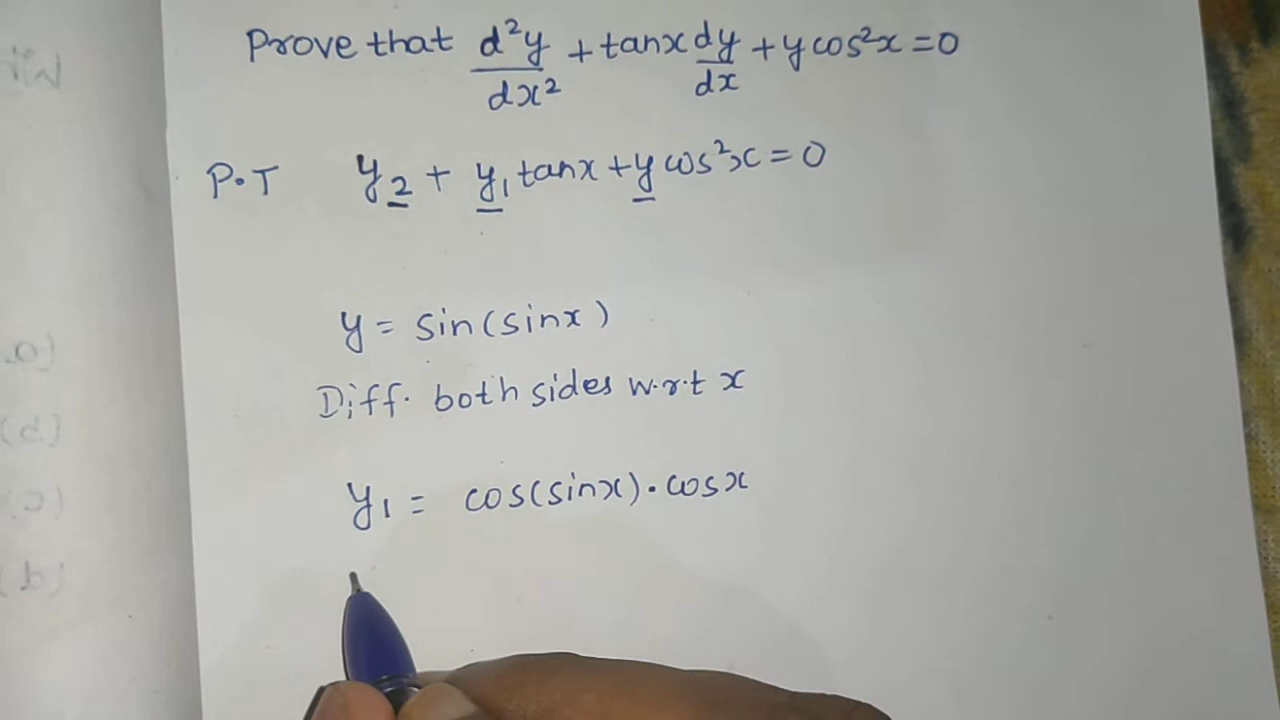 Prove that d²y/dx² + tanx dy/dx + y cos²x = 0
P.T y₂ + y₁ tanx + y cos²x = 0
y = sin(sinx)
Diff. both sides w.r.t x
y₁ = cos(sinx) · cosx